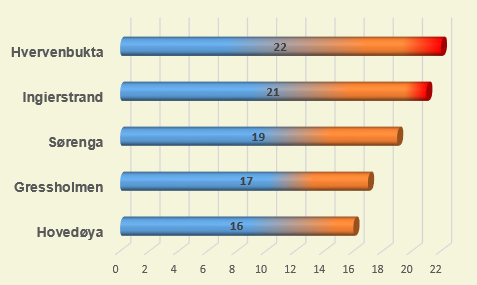 Hvervenbukta 22
Ingierstrand 21
Sørenga 19
Gressholmen 17
Hovedøya 16
0 2 4 6 8 10 12 14 16 18 20 22